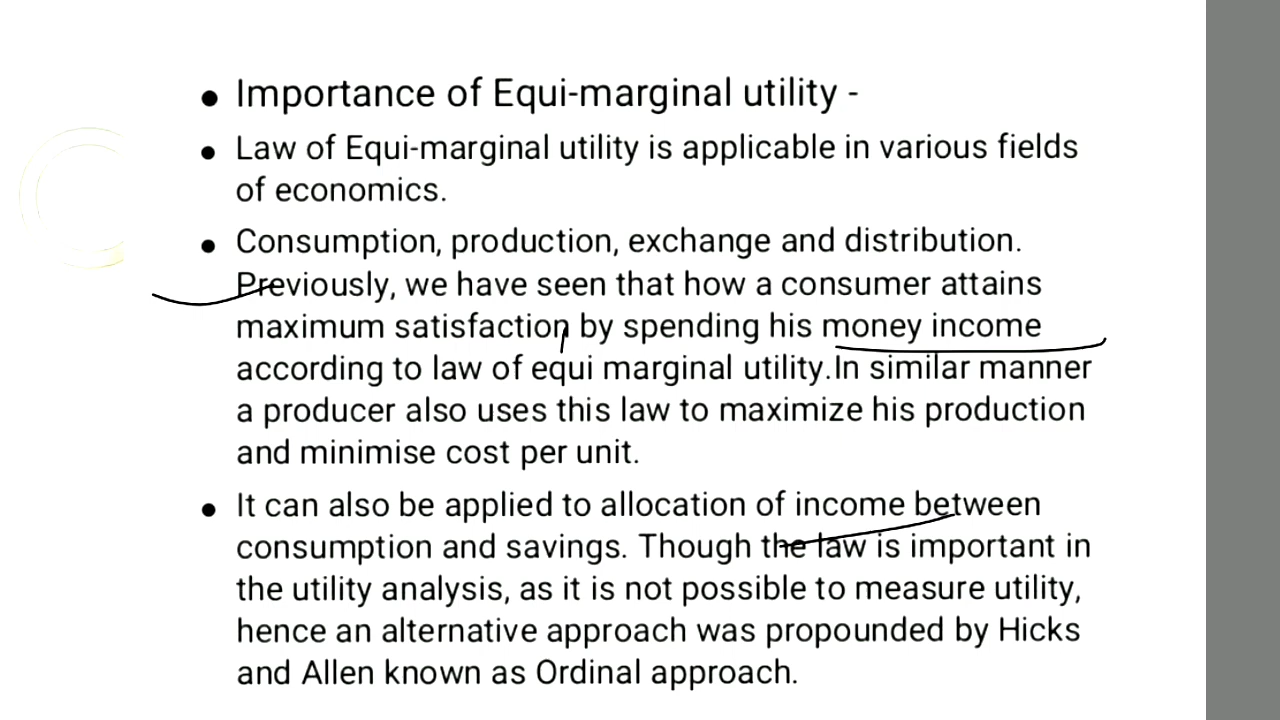 • Importance of Equi-marginal utility -
• Law of Equi-marginal utility is applicable in various fields
of economics.
• Consumption, production, exchange and distribution.
Previously, we have seen that how a consumer attains
maximum satisfaction by spending his money income
according to law of equi marginal utility.In similar manner
a producer also uses this law to maximize his production
and minimise cost per unit.
• It can also be applied to allocation of income between
consumption and savings. Though the law is important in
the utility analysis, as it is not possible to measure utility,
hence an alternative approach was propounded by Hicks
and Allen known as Ordinal approach.